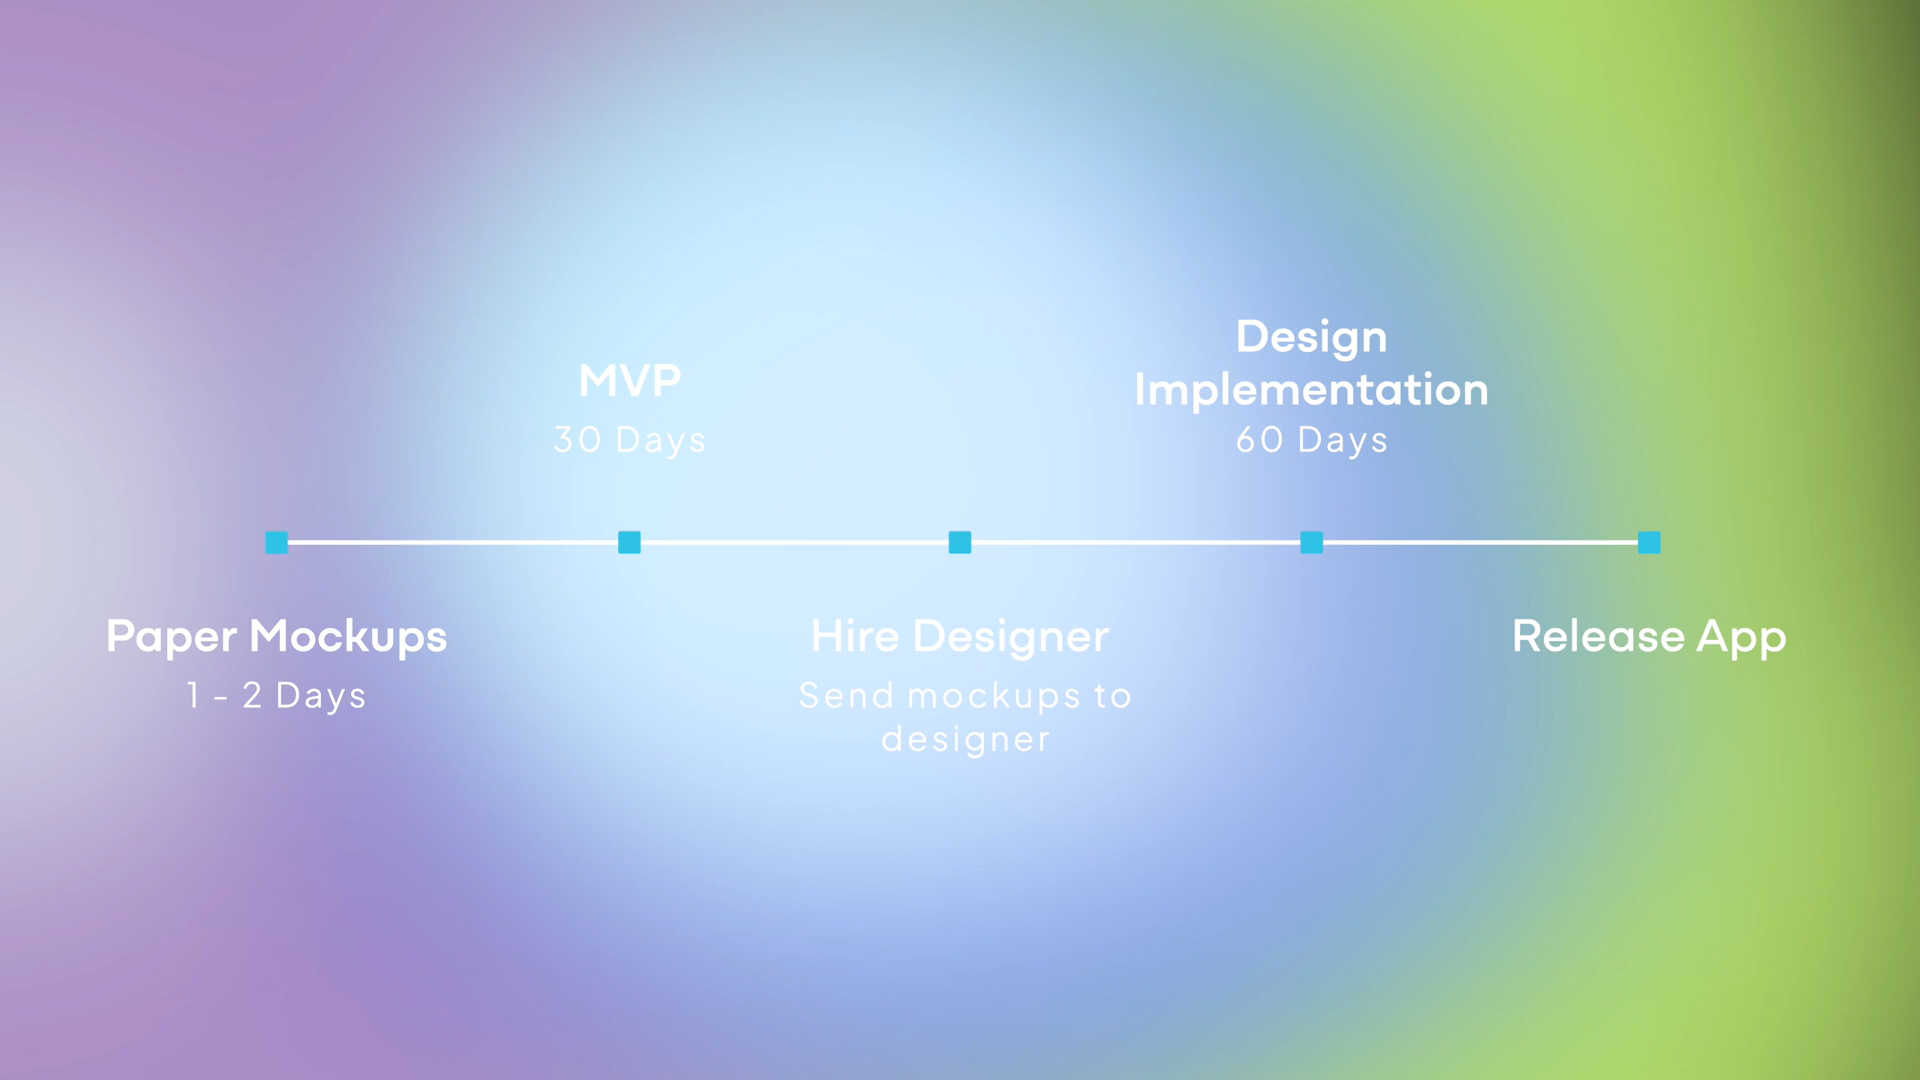 Paper Mockups
1 - 2 Days
MVP
30 Days
Hire Designer
Send mockups to
designer
Design
Implementation
60 Days
Release App